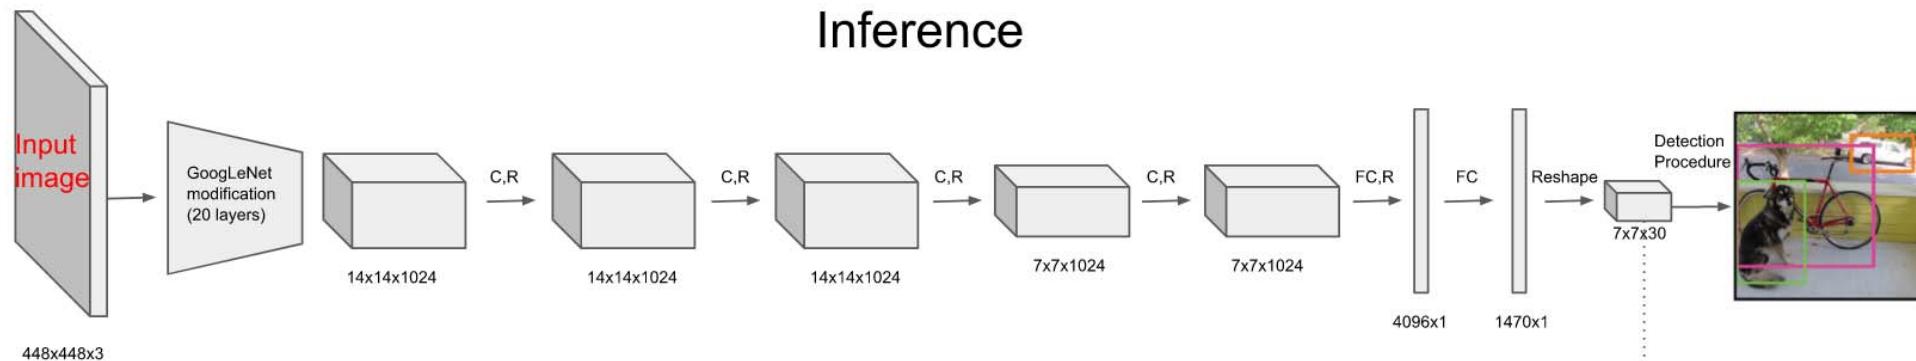 Inference
Input
image
448x448x3
GoogLeNet
modification
(20 layers)
14x14x1024
C,R
14x14x1024
C,R
14x14x1024
C,R
7x7x1024
C,R
7x7x1024
FC,R
4096x1
FC
1470x1
Reshape
7x7x30
Detection
Procedure